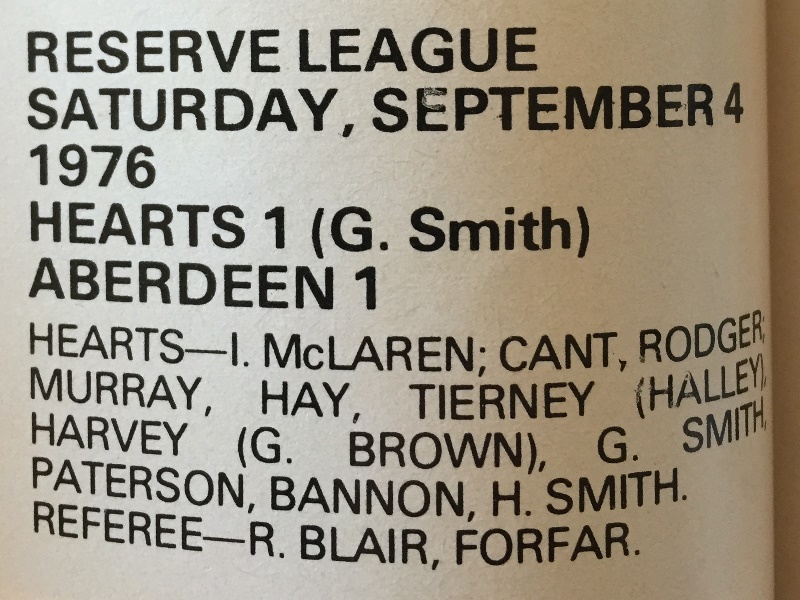 RESERVE LEAGUE
SATURDAY, SEPTEMBER 4
1976
HEARTS 1 (G. Smith)
ABERDEEN 1
HEARTS—I. McLAREN; CANT, RODGER;
MURRAY, HAY, TIERNEY (HALLEY),
HARVEY (G. BROWN), G. SMITH,
PATERSON, BANNON, H. SMITH.
REFEREE—R. BLAIR, FORFAR.